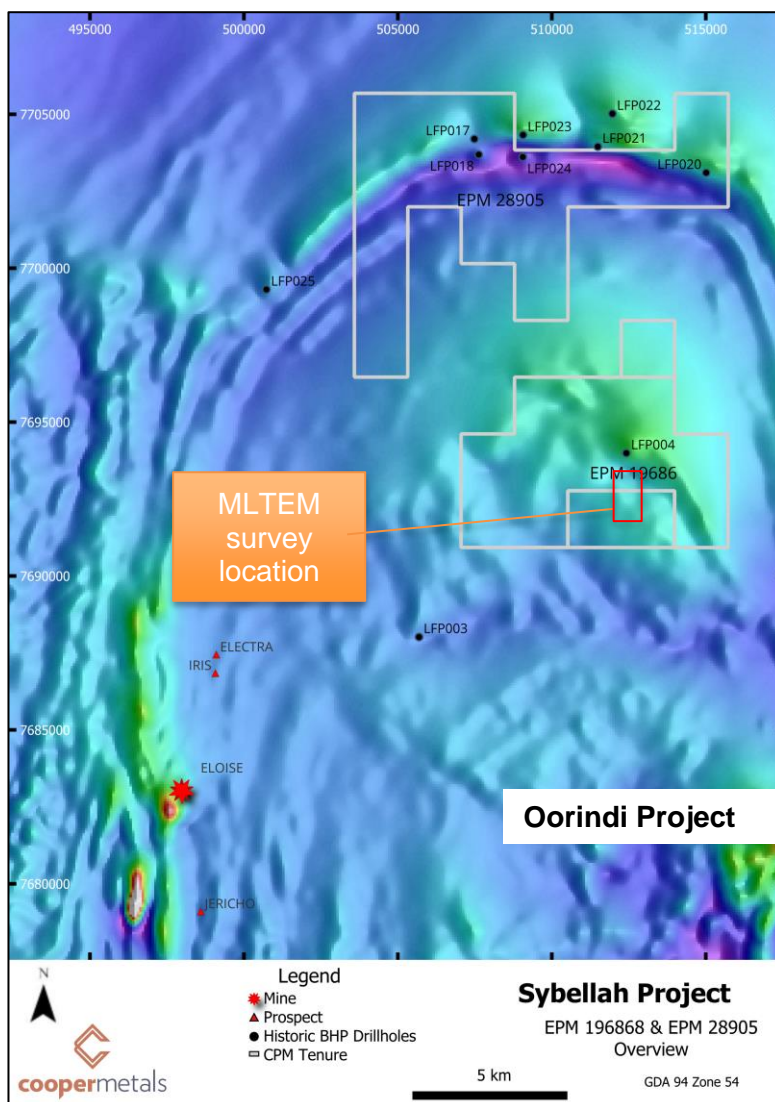 495000 500000 505000 510000 515000
7705000
LFP022
LFP017
LFP023
LFP021
LFP018
LFP024
LFP020
EPM 28905
7700000
LFP025
7695000
LFP004
EPM 19686
MLTEM
survey
location
7690000
LFP003
ELECTRA
IRIS
7685000
ELOISE
Oorindi Project
7680000
JERICHO
N
Legend
Mine
Prospect
Historic BHP Drillholes
CPM Tenure
coopermetals
Sybellah Project
EPM 196868 & EPM 28905
Overview
5 km
GDA 94 Zone 54